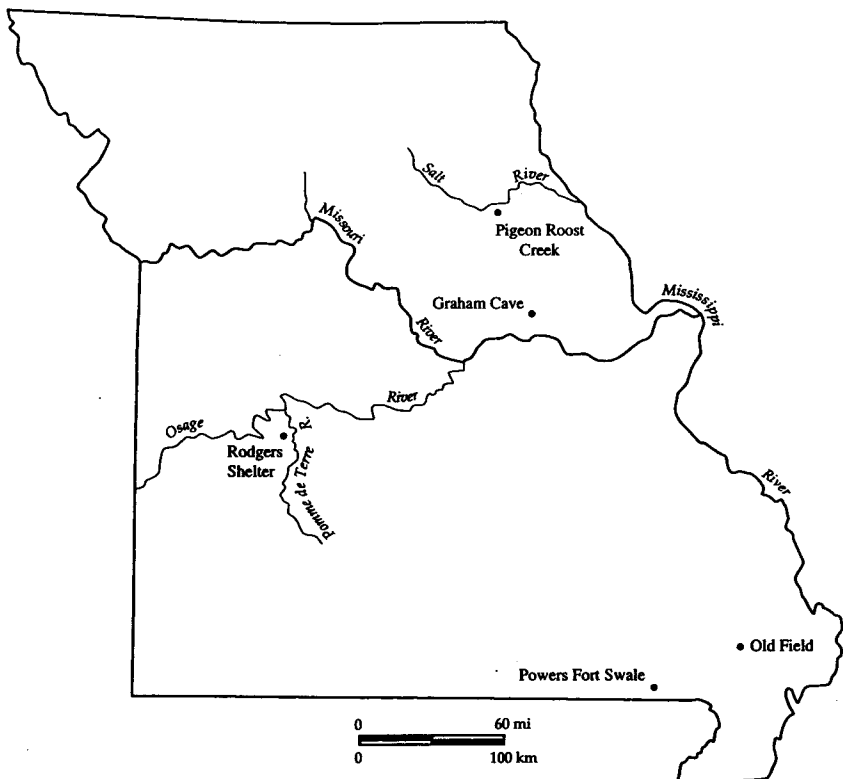 Salt
River
Pigeon Roost
Creek
Missouri
Mississippi
Graham Cave
River
River
Osage
R.
Rodgers
Shelter
Pomme de Terre
River
Old Field
Powers Fort Swale
0 60 mi
0 100 km